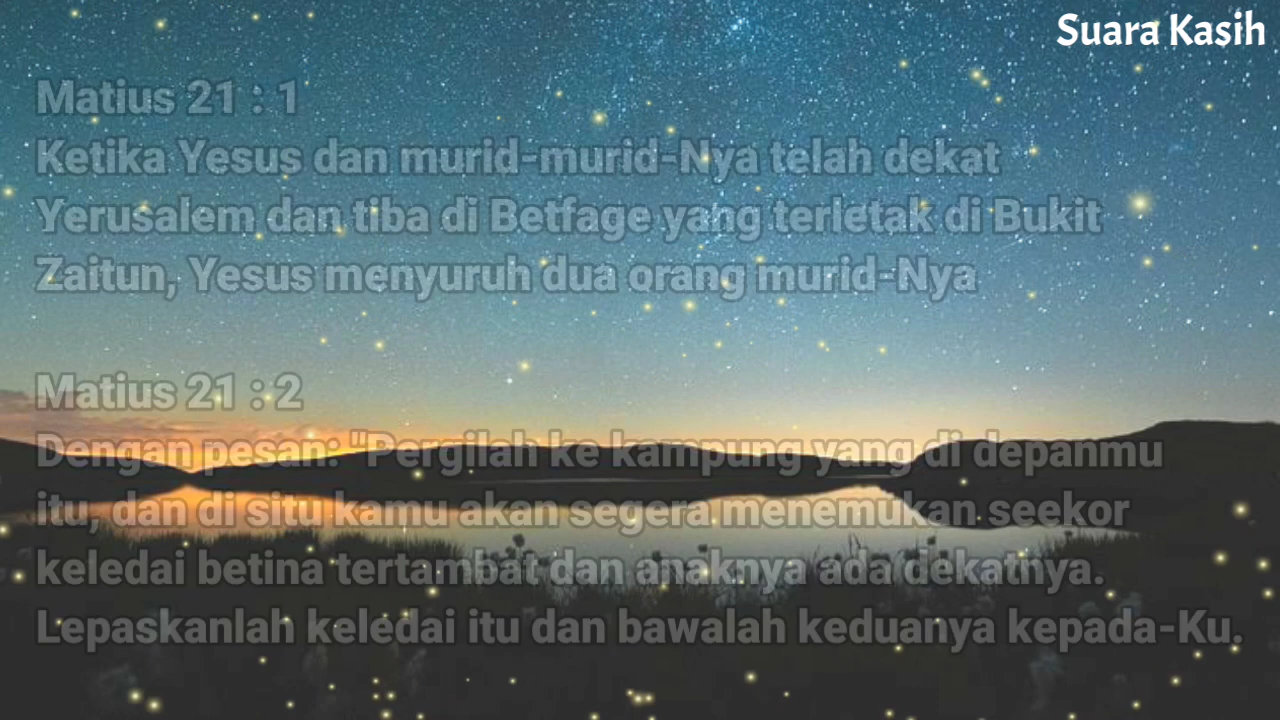 Suara Kasih
Matius 21 : 1
Ketika Yesus dan murid-murid-Nya telah dekat
Yerusalem dan tiba di Betfage yang terletak di Bukit
Zaitun, Yesus menyuruh dua orang murid-Nya
Matius 21 : 2
Dengan pesan: "Pergilah ke kampung yang di depanmu
itu, dan di situ kamu akan segera menemukan seekor
keledai betina tertambat dan anaknya ada dekatnya.
Lepaskanlah keledai itu dan bawalah keduanya kepada-Ku.